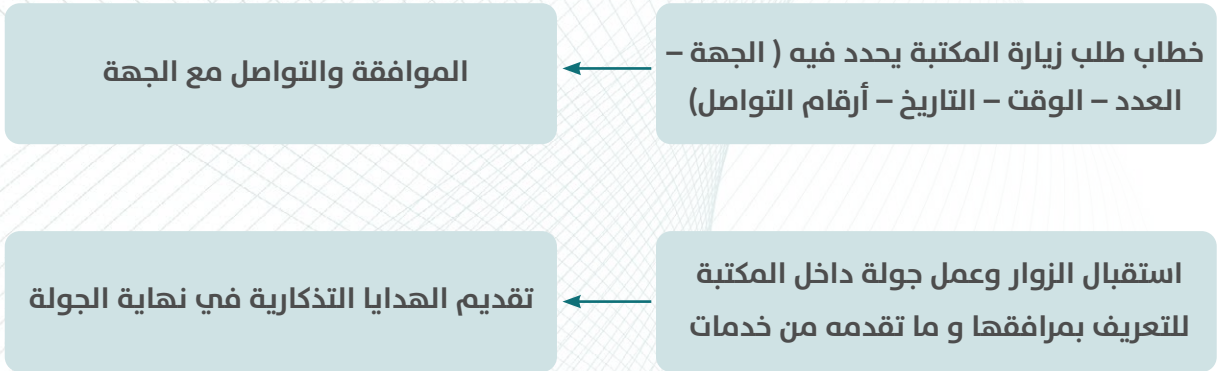 خطاب طلب زيارة المكتبة يحدد فيه ( الجهة –
العدد – الوقت – التاريخ – أرقام التواصل)
الموافقة والتواصل مع الجهة
استقبال الزوار وعمل جولة داخل المكتبة
للتعريف بمرافقها و ما تقدمه من خدمات
تقديم الهدايا التذكارية في نهاية الجولة